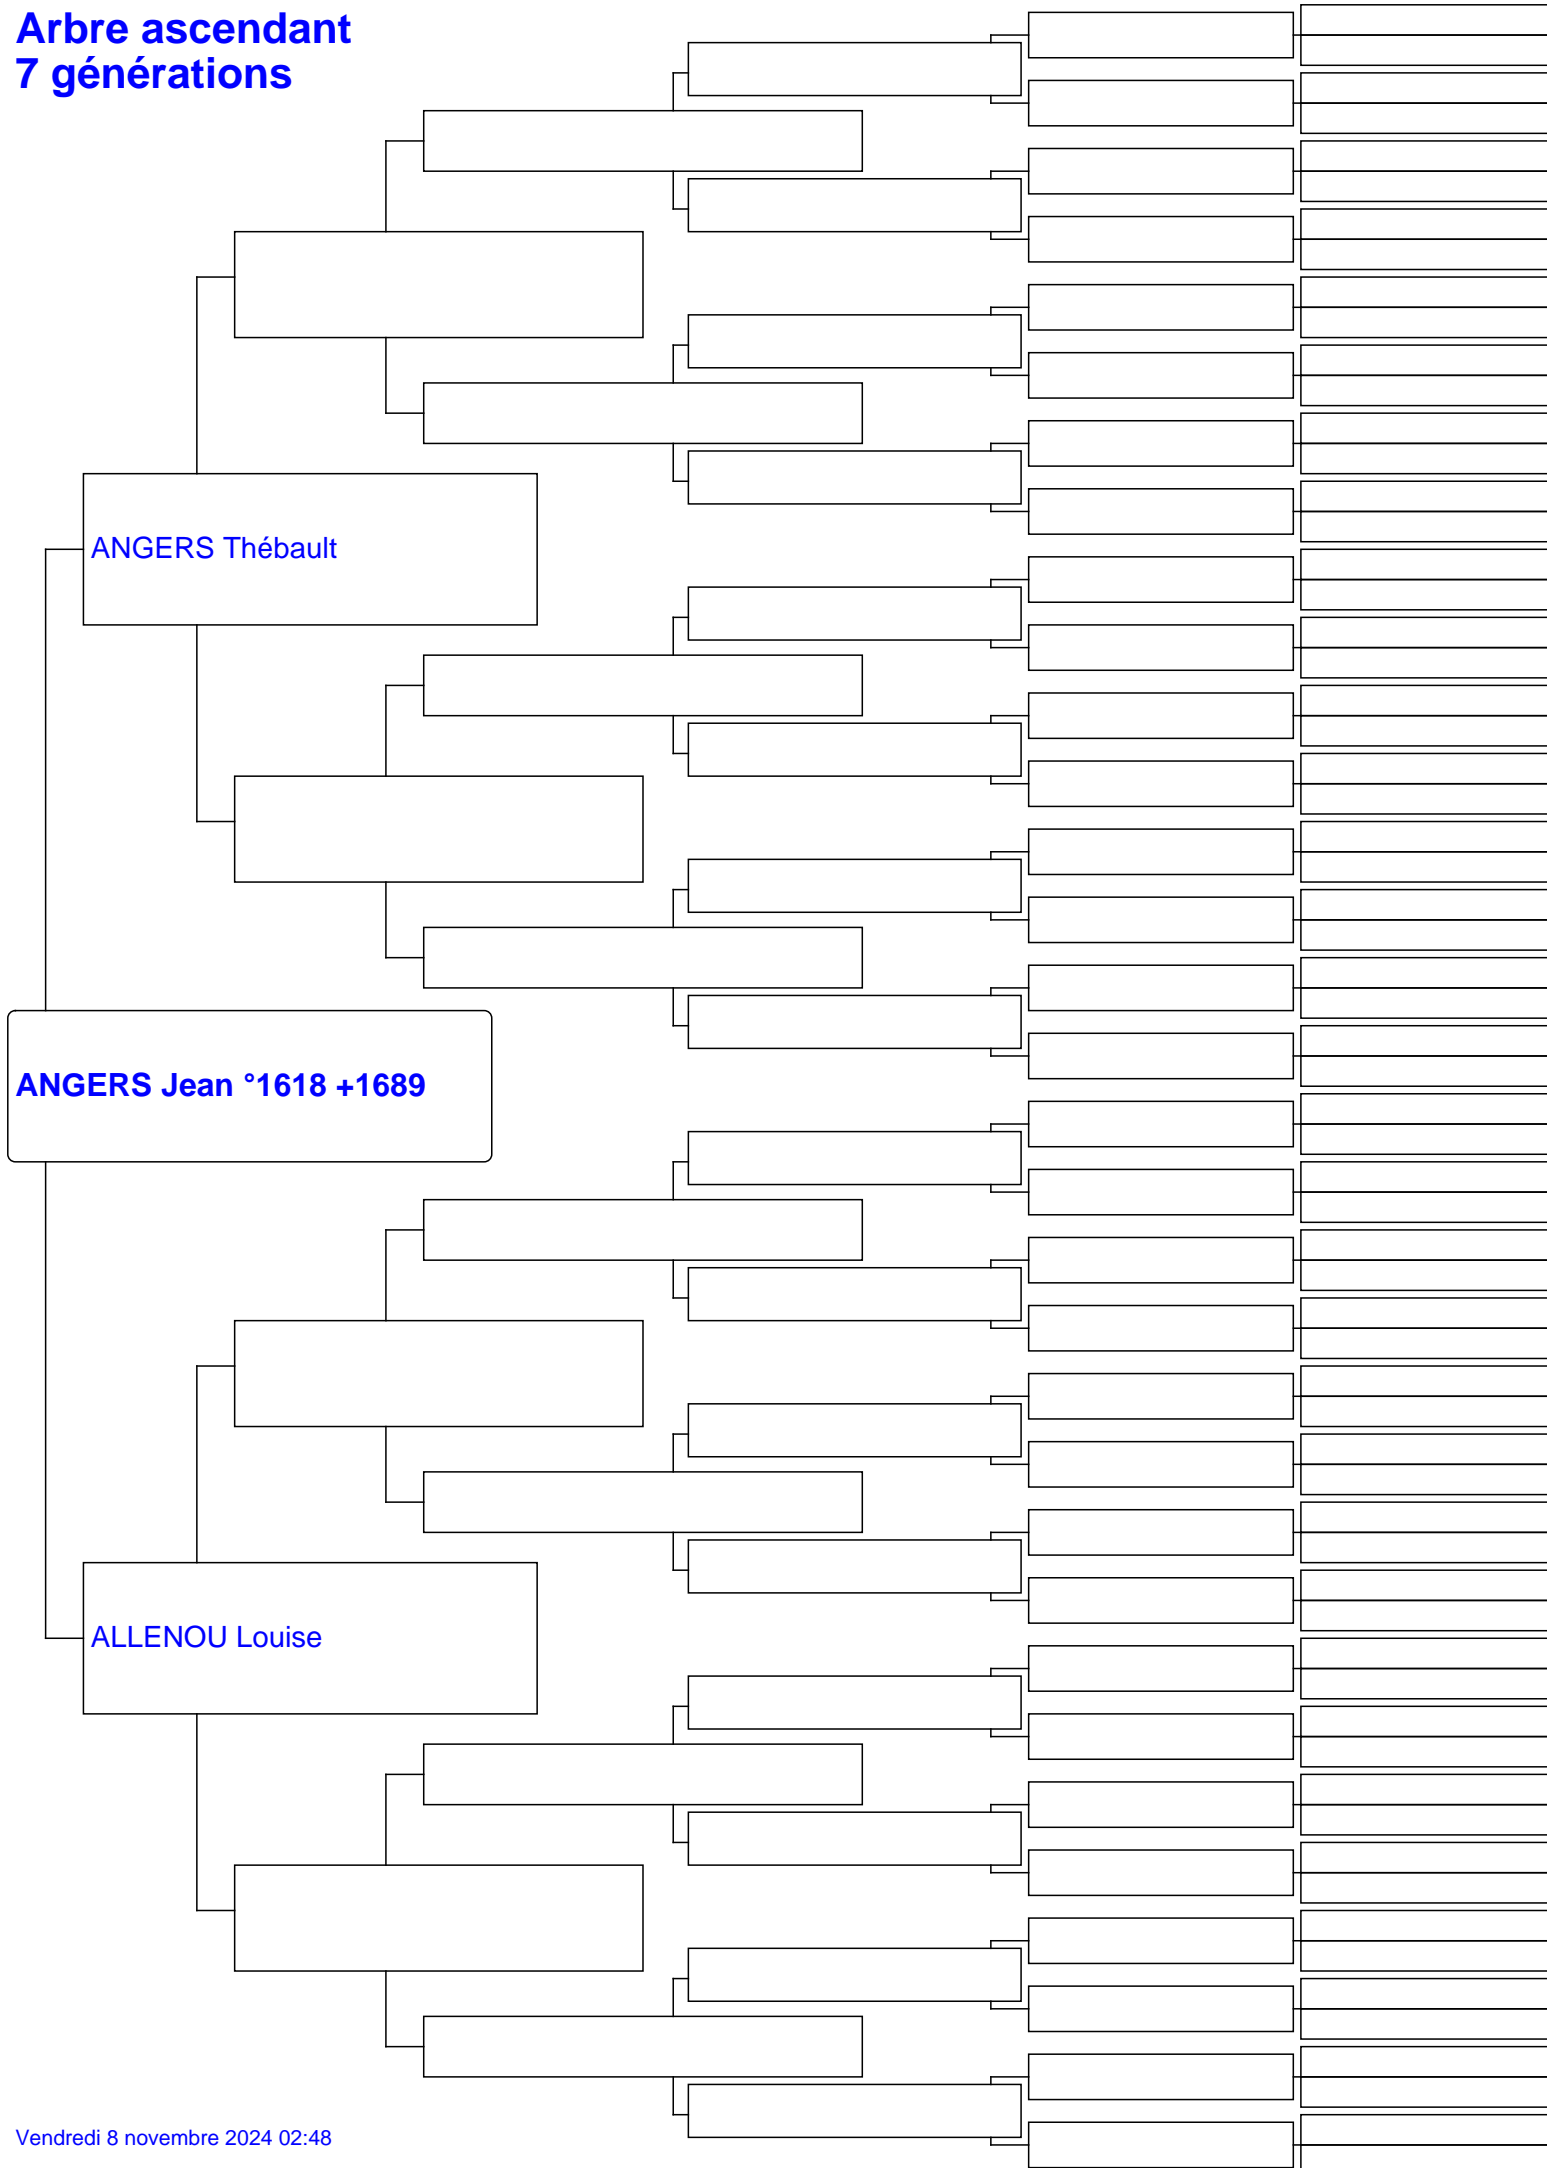 Arbre ascendant
7 générations
ANGERS Thébault
ANGERS Jean °1618 +1689
ALLENOU Louise
Vendredi 8 novembre 2024 02:48